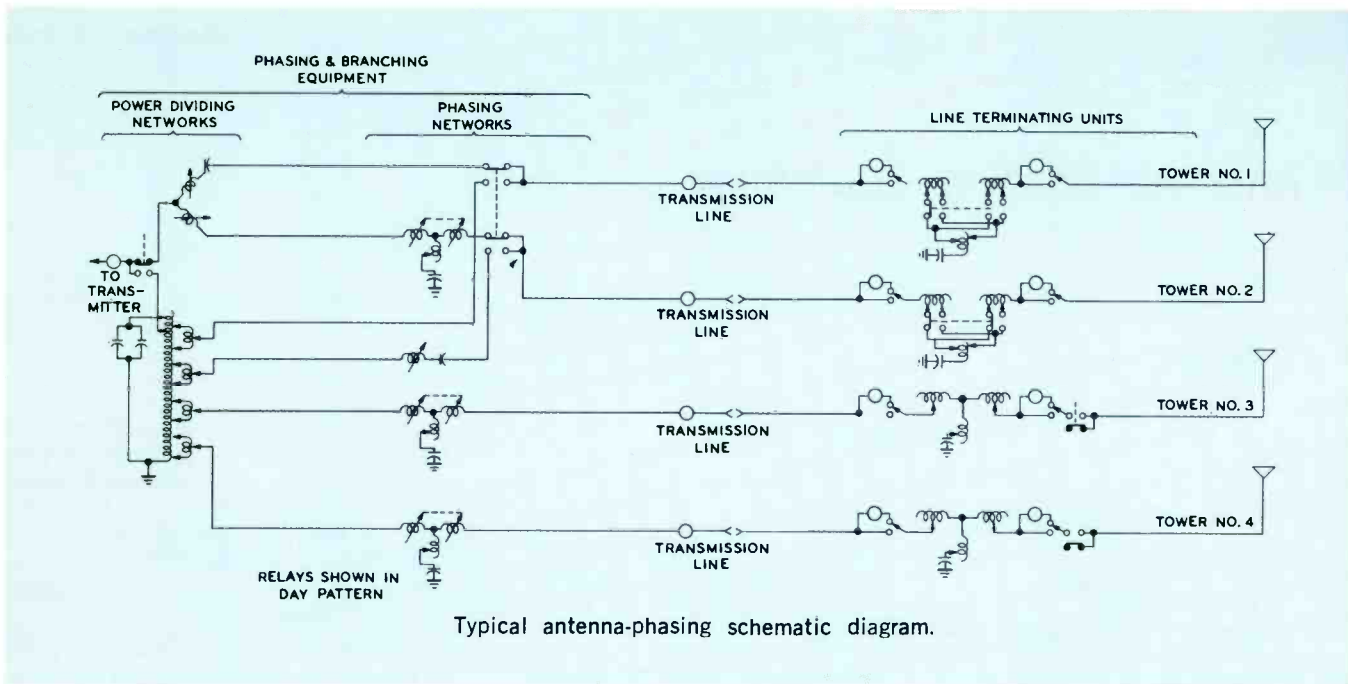 PHASING & BRANCHING
EQUIPMENT
POWER DIVIDING
NETWORKS
PHASING
NETWORKS
LINE TERMINATING UNITS
TRANSMISSION
LINE
TOWER NO. 1
TO
TRANS-
MITTER
TRANSMISSION
LINE
TOWER NO. 2
TRANSMISSION
LINE
TOWER NO. 3
TRANSMISSION
LINE
TOWER NO. 4
RELAYS SHOWN IN
DAY PATTERN
Typical antenna-phasing schematic diagram.